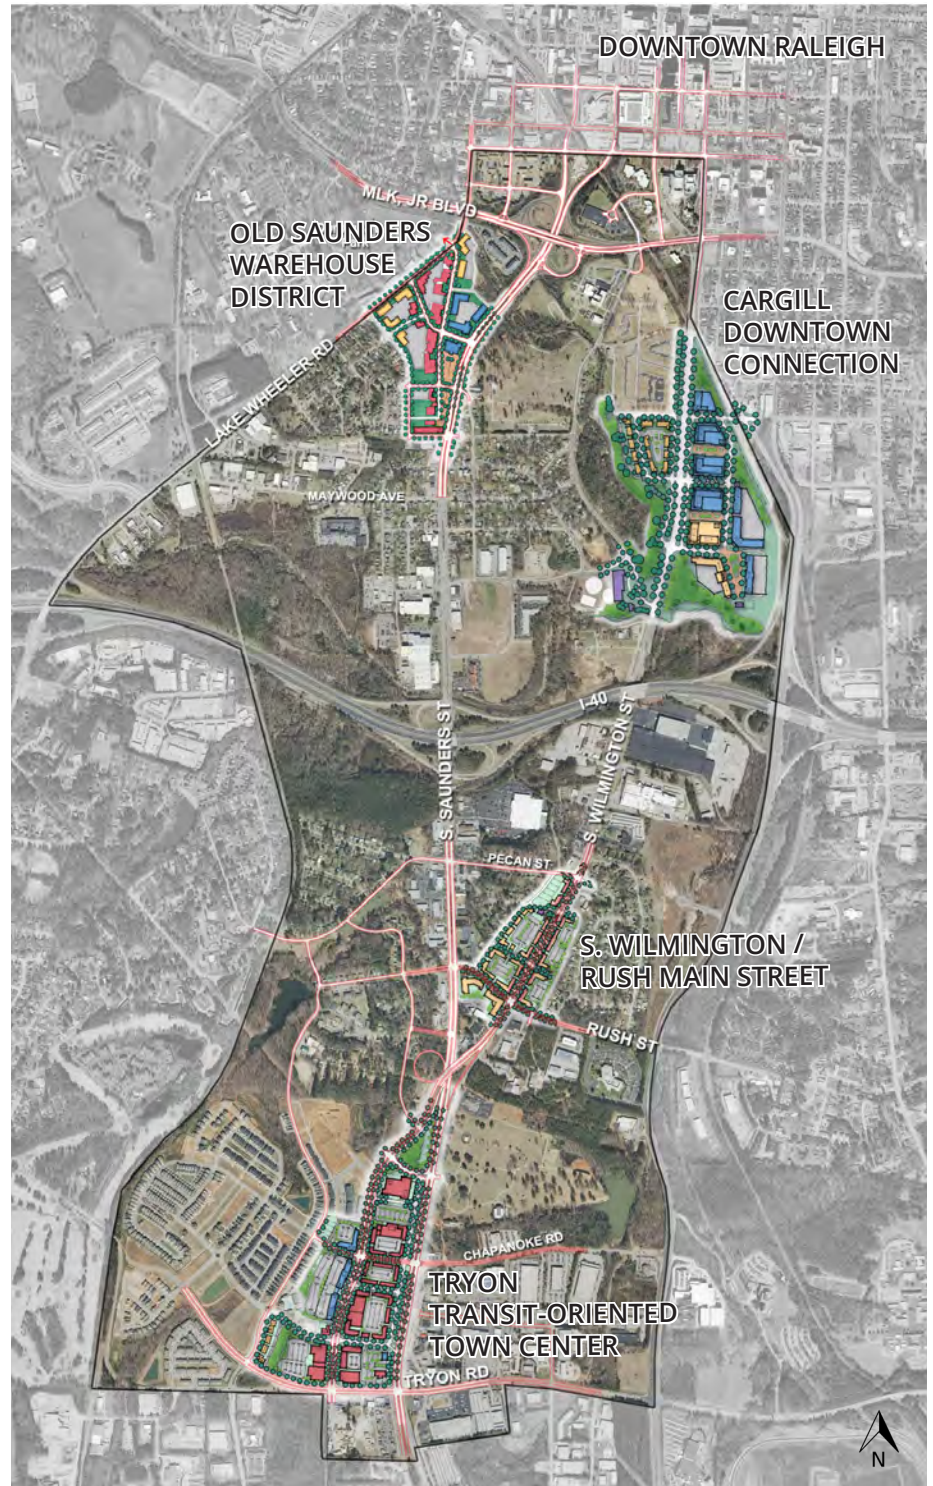 DOWNTOWN RALEIGH
MLK, JR BLVD
OLD SAUNDERS
WAREHOUSE
DISTRICT
CARGILL
DOWNTOWN
CONNECTION
LAKE WHEELER RD
MAYWOOD AVE
I-40
S. SAUNDERS ST
S. WILMINGTON ST
PECAN ST
S. WILMINGTON /
RUSH MAIN STREET
RUSH ST
CHAPANOKE RD
TRYON
TRANSIT-ORIENTED
TOWN CENTER
TRYON RD
N